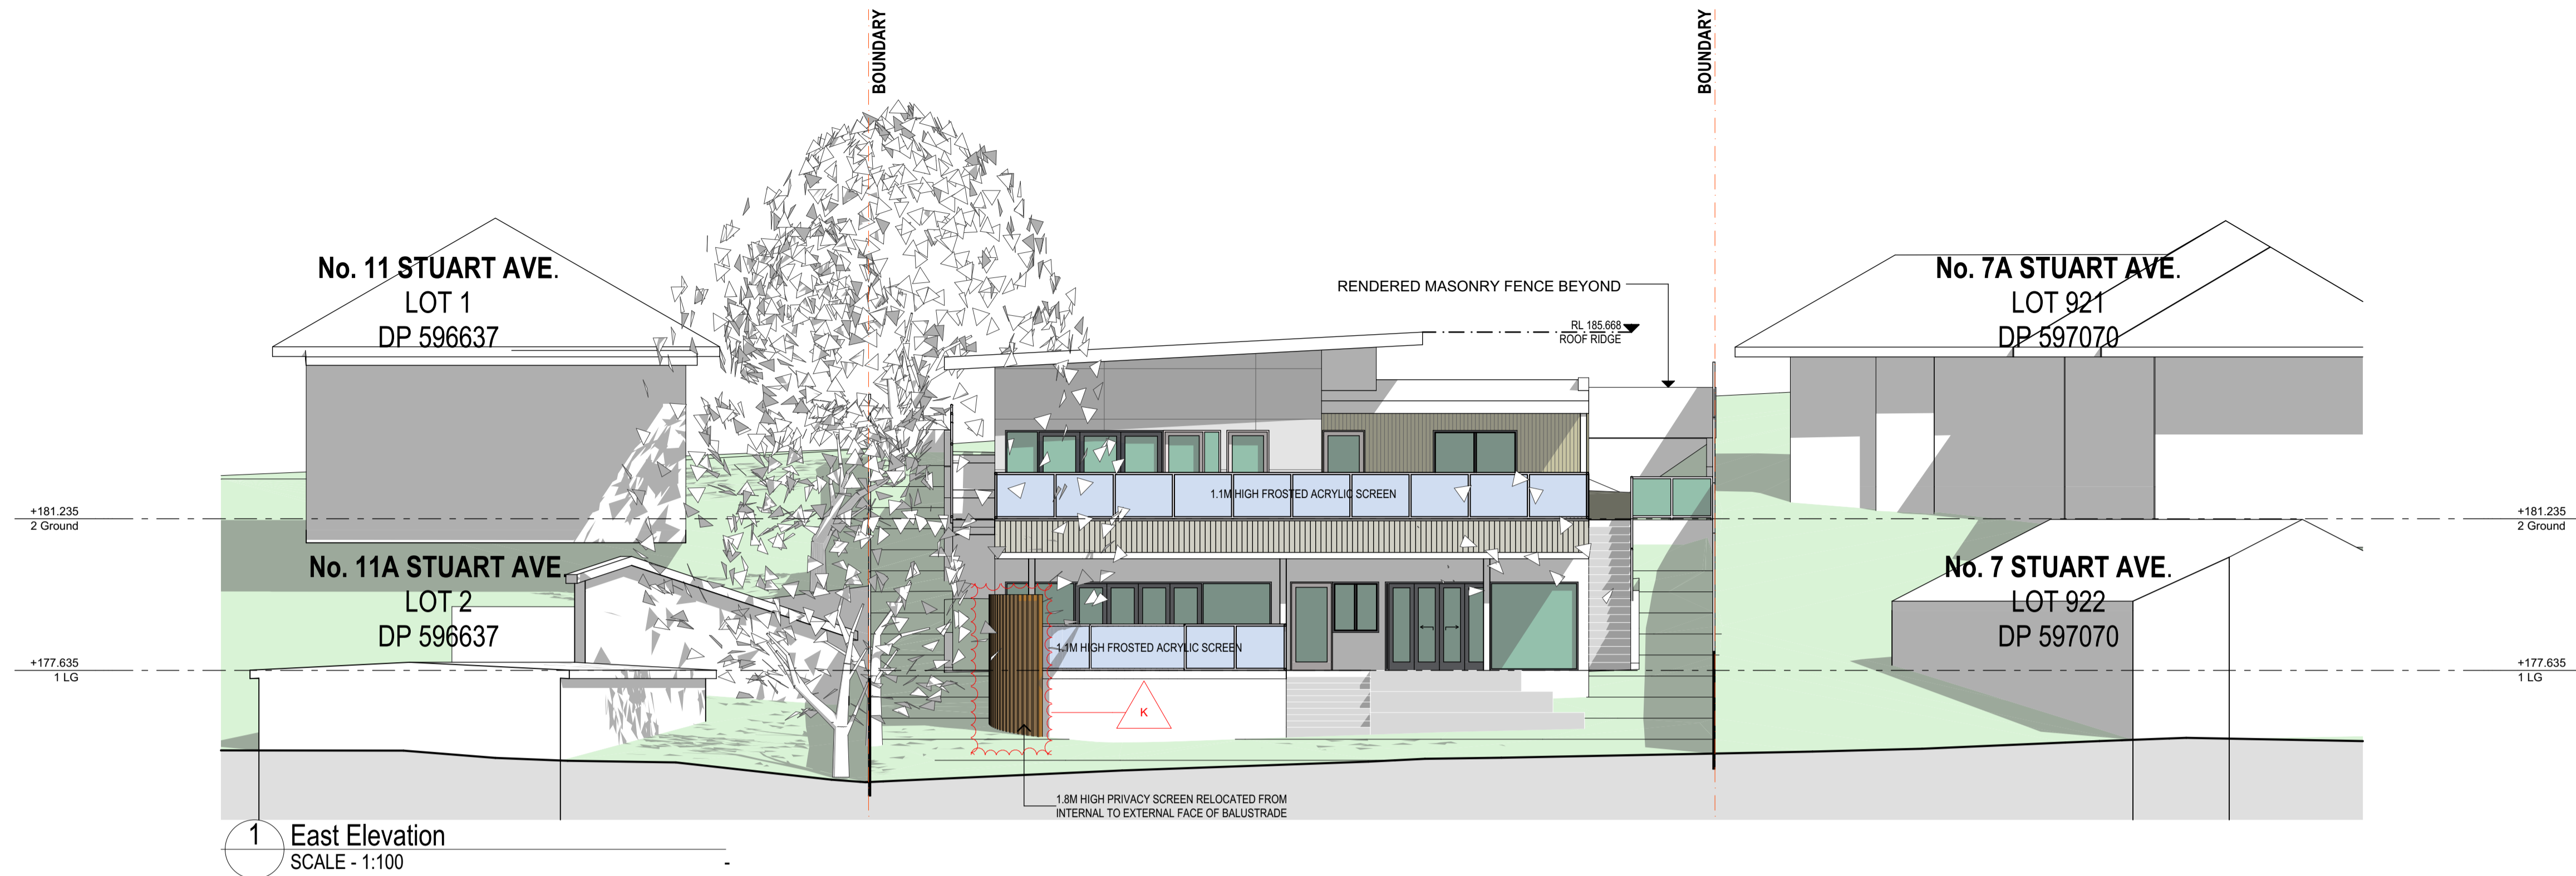 BOUNDARY
BOUNDARY
No. 11 STUART AVE.
LOT 1
DP 596637
No. 7A STUART AVE.
LOT 921
DP 597070
RENDERED MASONRY FENCE BEYOND
RL 185.668
ROOF RIDGE
1.1M HIGH FROSTED ACRYLIC SCREEN
+181.235
2 Ground
+181.235
2 Ground
No. 11A STUART AVE.
LOT 2
DP 596637
No. 7 STUART AVE.
LOT 922
DP 597070
1.1M HIGH FROSTED ACRYLIC SCREEN
+177.635
1 LG
+177.635
1 LG
K
1.8M HIGH PRIVACY SCREEN RELOCATED FROM
INTERNAL TO EXTERNAL FACE OF BALUSTRADE
1 East Elevation
SCALE - 1:100
-